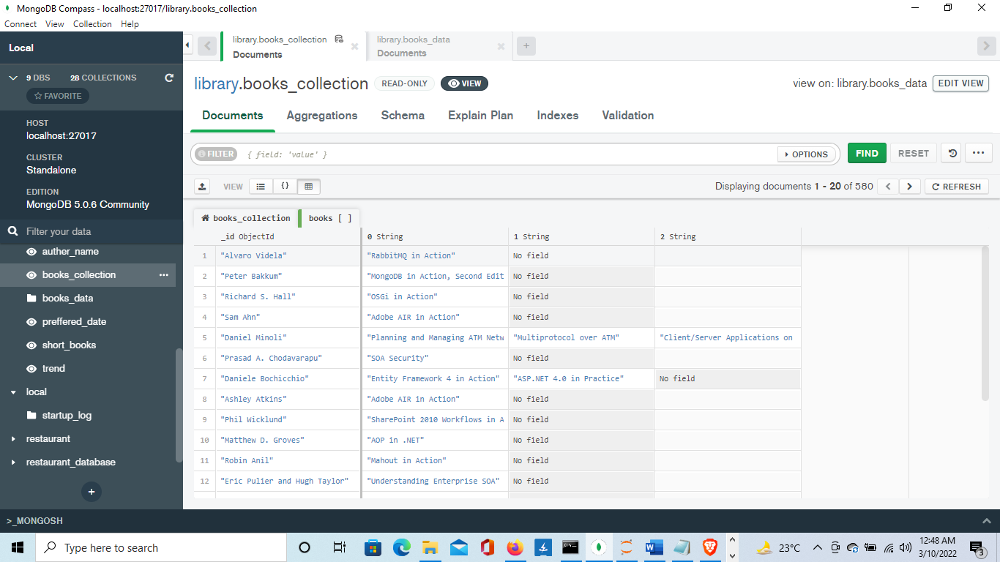 MongoDB Compass - localhost:27017/library.books_collection
Connect View Collection Help
Local
9 DBS 28 COLLECTIONS
FAVORITE
HOST
localhost:27017
CLUSTER
Standalone
EDITION
MongoDB 5.0.6 Community
Filter your data
auther_name
books_collection
books_data
preffered_date
short_books
trend
local
startup_log
restaurant
restaurant_database
library.books_collection
Documents
library.books_data
Documents
library.books_collection READ-ONLY VIEW
view on: library.books_data EDIT VIEW
Documents Aggregations Schema Explain Plan Indexes Validation
FILTER { field: 'value' } OPTIONS FIND RESET
VIEW Displaying documents 1 - 20 of 580 REFRESH
books_collection books [ ]
_id ObjectId 0 String 1 String 2 String
1 "Alvaro Videla" "RabbitMQ in Action" No field
2 "Peter Bakkum" "MongoDB in Action, Second Edit No field
3 "Richard S. Hall" "OSGi in Action" No field
4 "Sam Ahn" "Adobe AIR in Action" No field
5 "Daniel Minoli" "Planning and Managing ATM Netw "Multiprotocol over ATM" "Client/Server Applications on
6 "Prasad A. Chodavarapu" "SOA Security" No field
7 "Daniele Bochicchio" "Entity Framework 4 in Action" "ASP.NET 4.0 in Practice" No field
8 "Ashley Atkins" "Adobe AIR in Action" No field
9 "Phil Wicklund" "SharePoint 2010 Workflows in A No field
10 "Matthew D. Groves" "AOP in .NET" No field
11 "Robin Anil" "Mahout in Action" No field
12 "Eric Pulier and Hugh Taylor" "Understanding Enterprise SOA" No field
>_MONGOSH
Type here to search
23°C
12:48 AM
3/10/2022
3